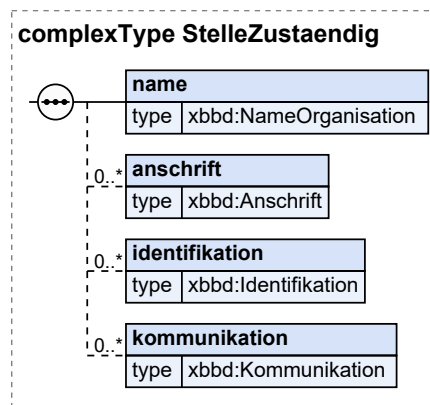 complexType StelleZustaendig
name
type xbbd:NameOrganisation
0..* anschrift
type xbbd:Anschrift
0..* identifikation
type xbbd:Identifikation
0..* kommunikation
type xbbd:Kommunikation